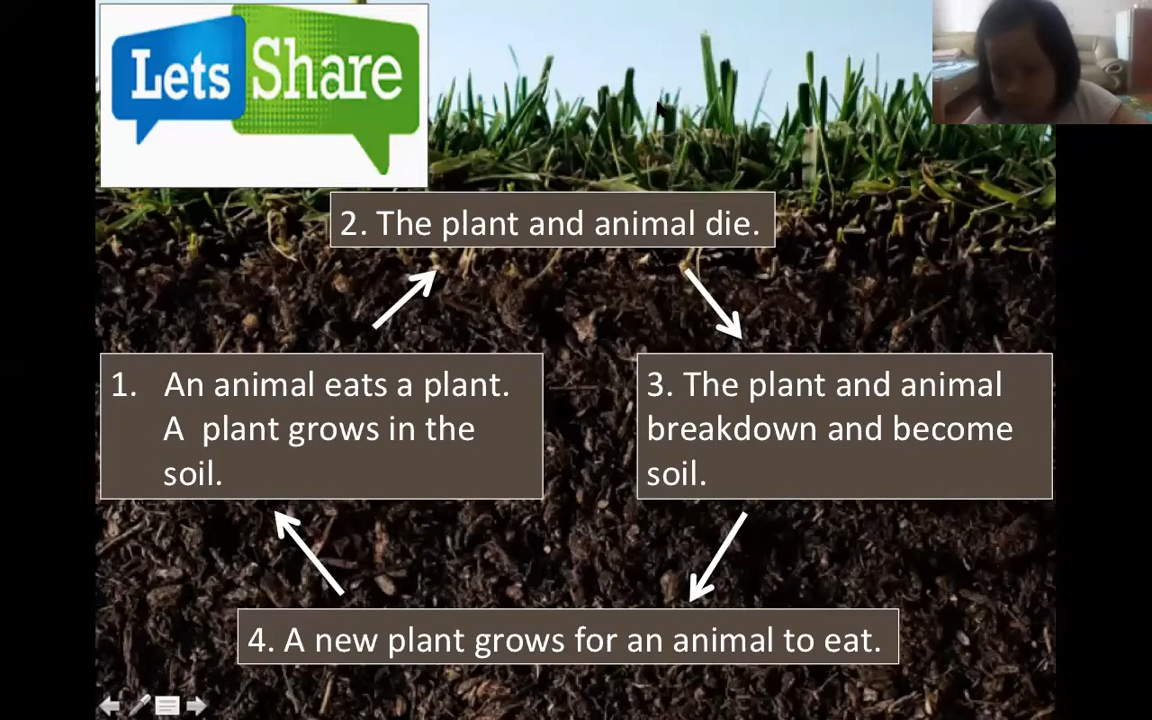 Lets Share
2. The plant and animal die.
1. An animal eats a plant.
A plant grows in the
soil.
3. The plant and animal
breakdown and become
soil.
4. A new plant grows for an animal to eat.